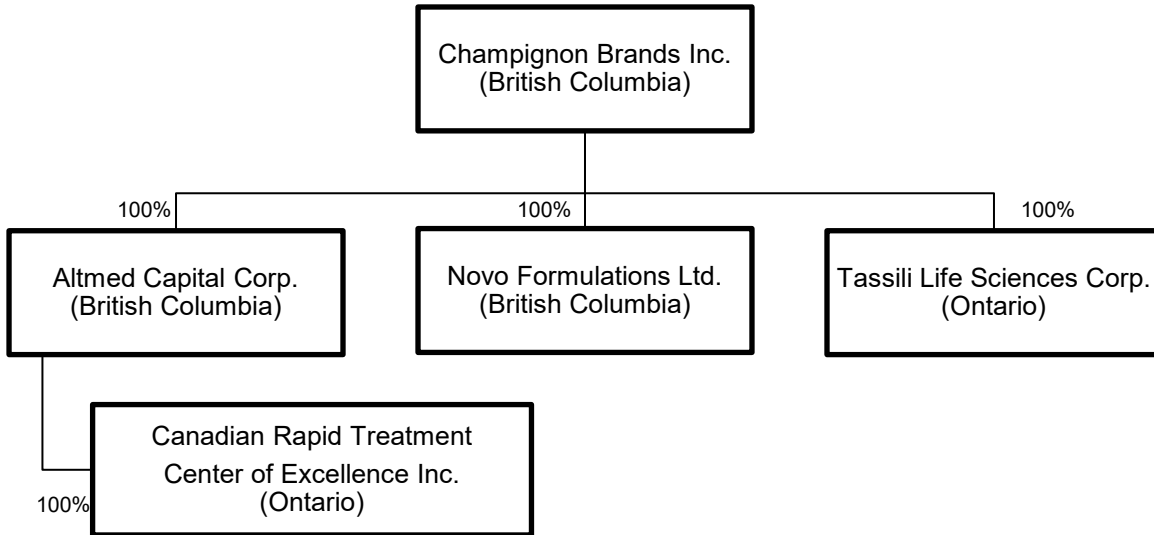 Champignon Brands Inc.
(British Columbia)
100%
100%
100%
Altmed Capital Corp.
(British Columbia)
Novo Formulations Ltd.
(British Columbia)
Tassili Life Sciences Corp.
(Ontario)
Canadian Rapid Treatment
Center of Excellence Inc.
(Ontario)
100%